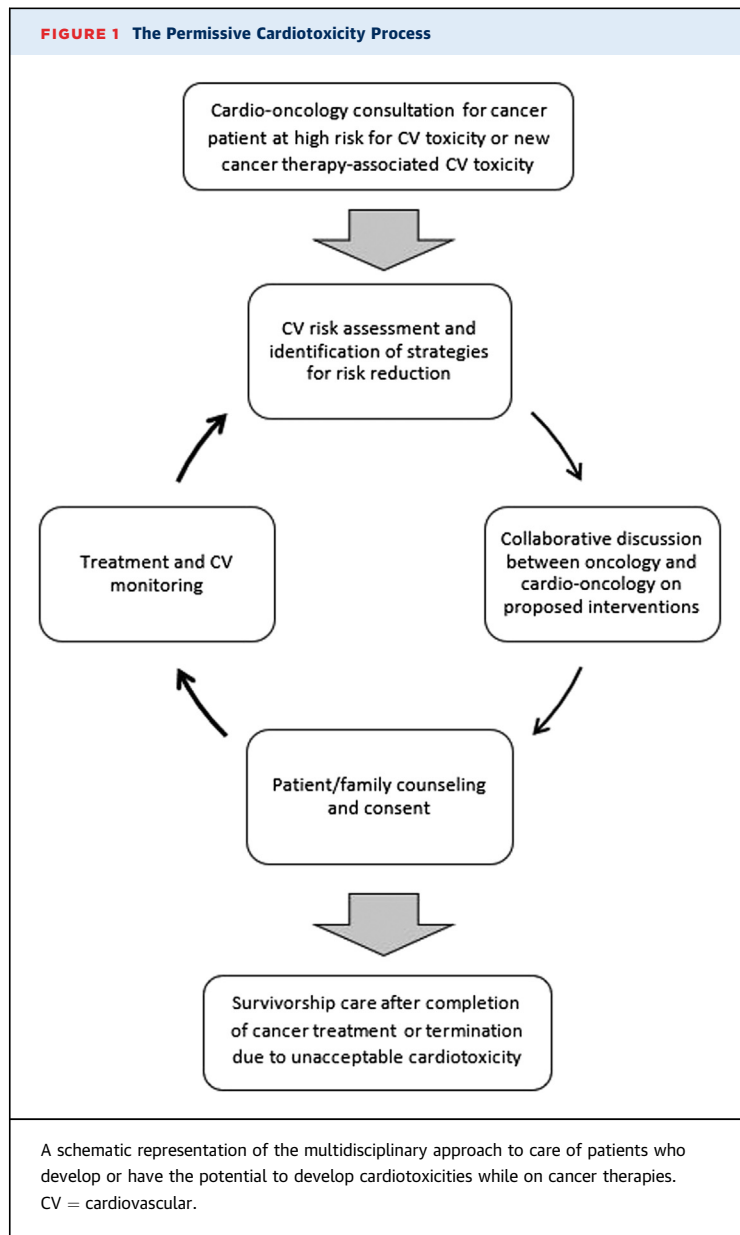 FIGURE 1 The Permissive Cardiotoxicity Process
Cardio-oncology consultation for cancer
patient at high risk for CV toxicity or new
cancer therapy-associated CV toxicity
CV risk assessment and
identification of strategies
for risk reduction
Treatment and CV
monitoring
Collaborative discussion
between oncology and
cardio-oncology on
proposed interventions
Patient/family counseling
and consent
Survivorship care after completion
of cancer treatment or termination
due to unacceptable cardiotoxicity
A schematic representation of the multidisciplinary approach to care of patients who
develop or have the potential to develop cardiotoxicities while on cancer therapies.
CV = cardiovascular.